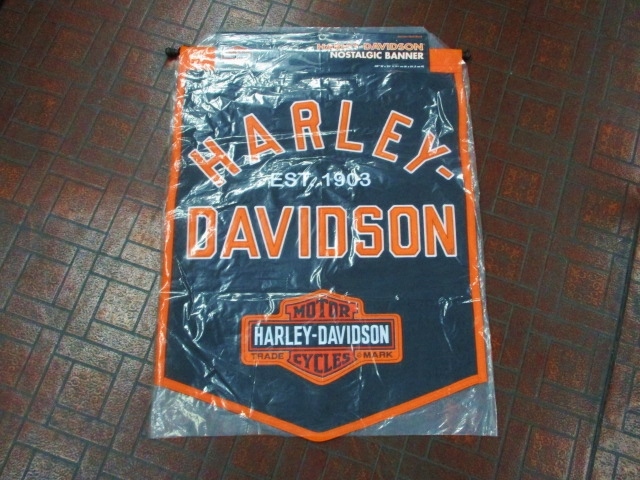 HARLEY-DAVIDSON
NOSTALGIC BANNER
HARLEY-
EST. 1903
DAVIDSON
MOTOR
HARLEY-DAVIDSON
TRADE MARK
CYCLES